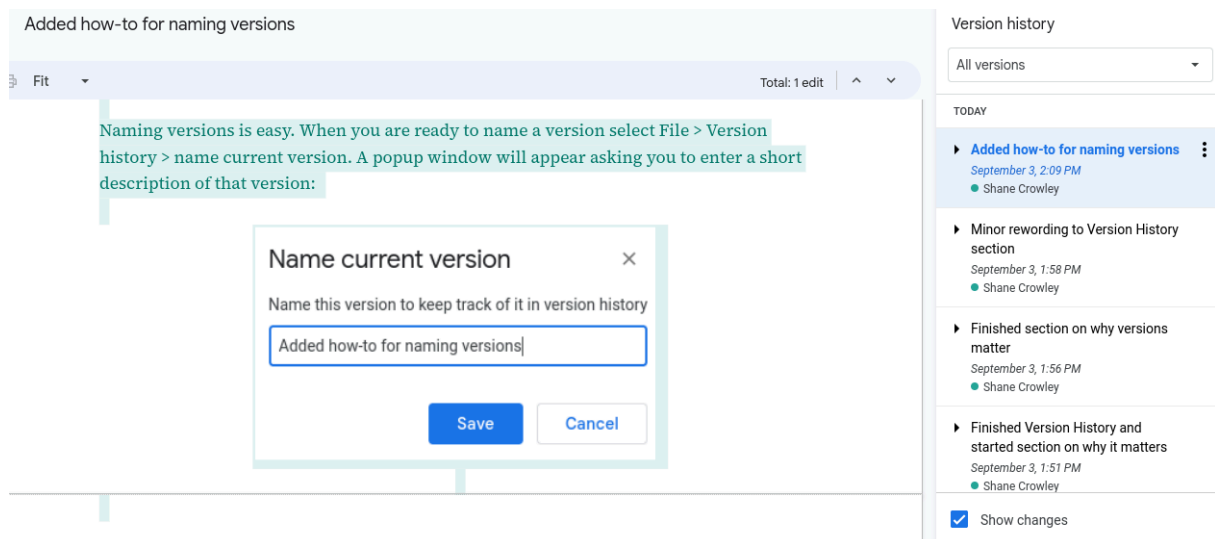 Added how-to for naming versions
Fit
Total: 1 edit
Naming versions is easy. When you are ready to name a version select File > Version
history > name current version. A popup window will appear asking you to enter a short
description of that version:
Name current version
Name this version to keep track of it in version history
Added how-to for naming versions
Save Cancel
Version history
All versions
TODAY
Added how-to for naming versions
September 3, 2:09 PM
Shane Crowley
Minor rewording to Version History
section
September 3, 1:58 PM
Shane Crowley
Finished section on why versions
matter
September 3, 1:56 PM
Shane Crowley
Finished Version History and
started section on why it matters
September 3, 1:51 PM
Shane Crowley
Show changes